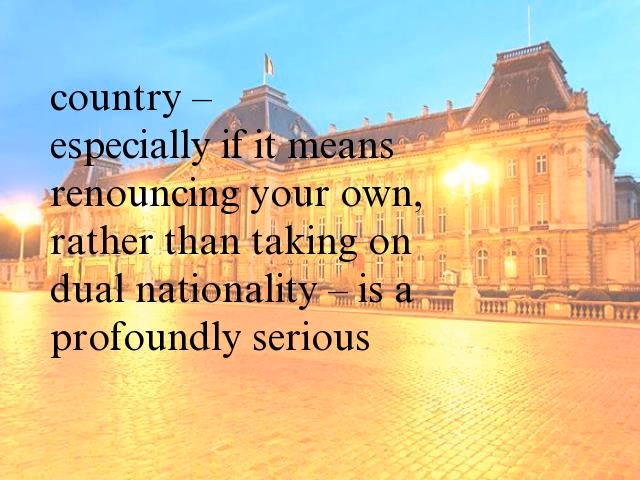 country –
especially if it means
renouncing your own,
rather than taking on
dual nationality – is a
profoundly serious